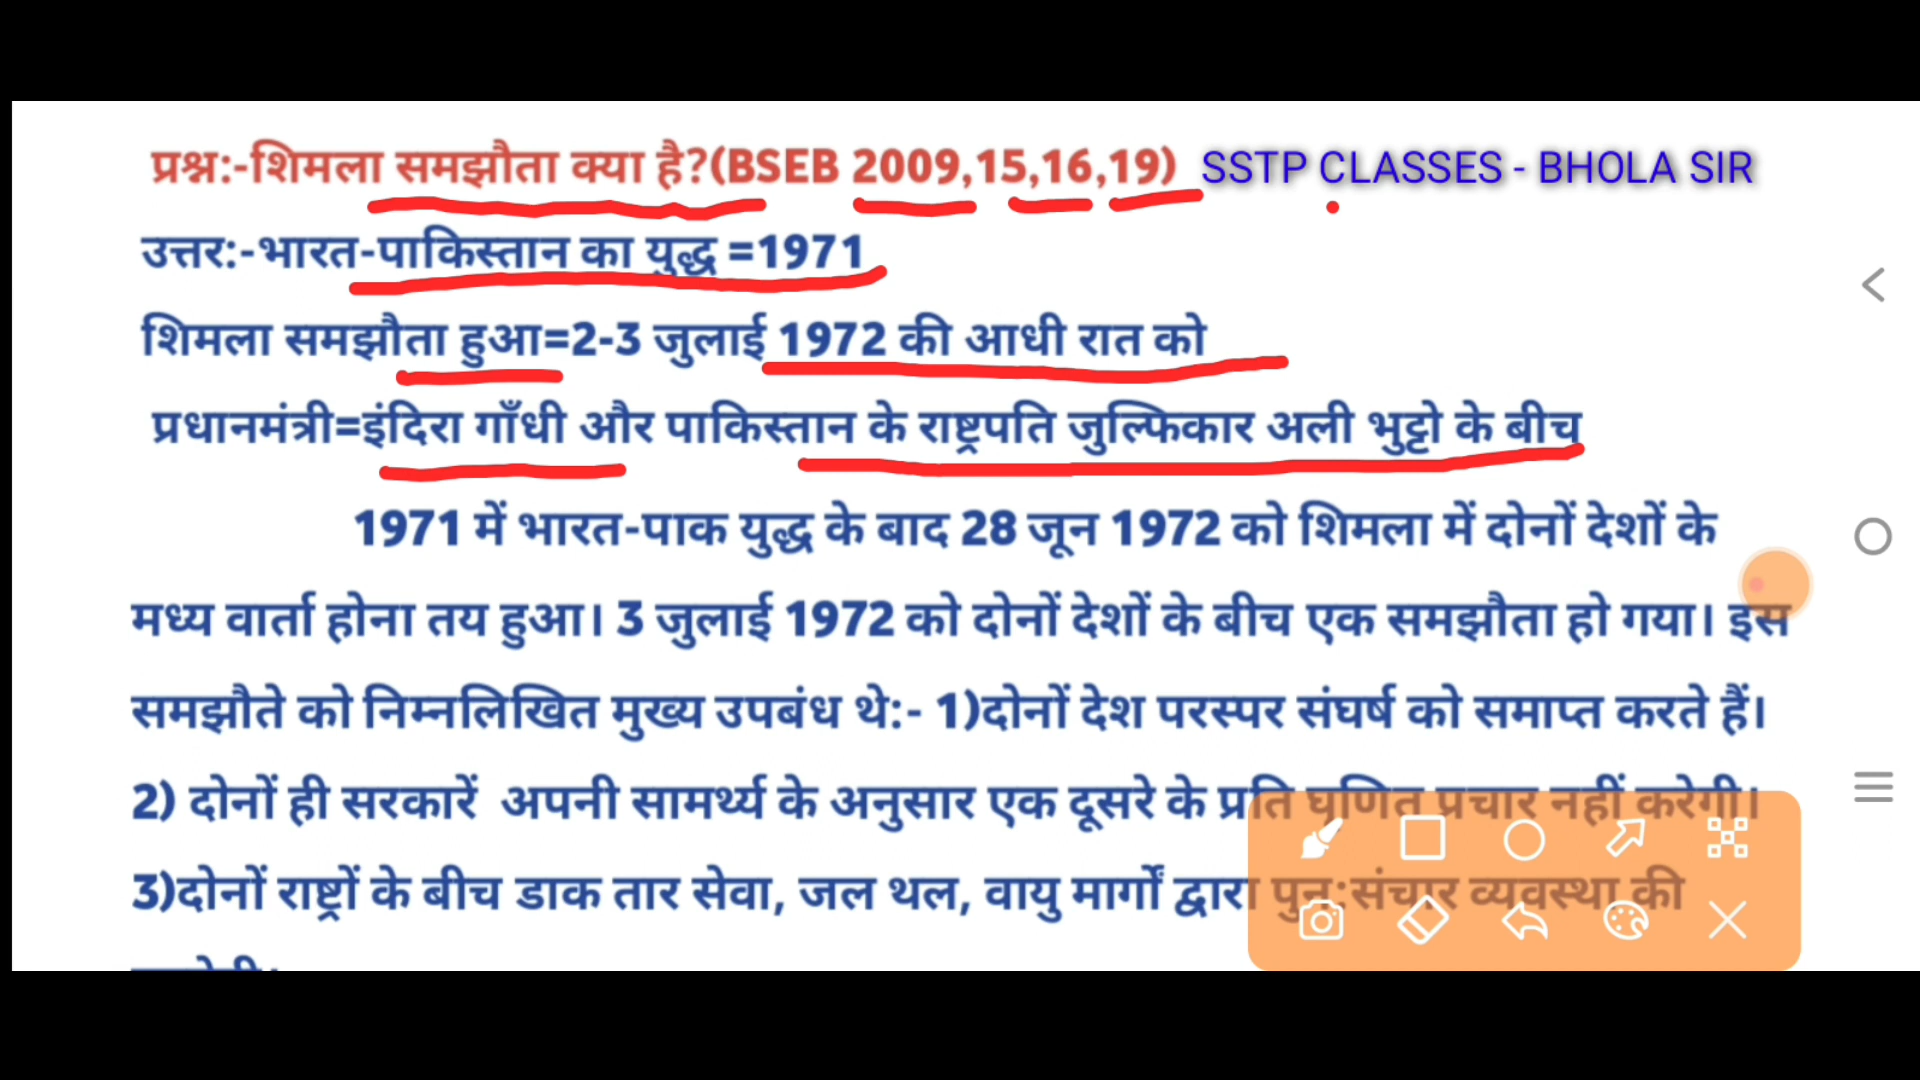 प्रश्न:-शिमला समझौता क्या है?(BSEB 2009,15,16,19) SSTP CLASSES - BHOLA SIR
उत्तर:-भारत-पाकिस्तान का युद्ध =1971
शिमला समझौता हुआ=2-3 जुलाई 1972 की आधी रात को
प्रधानमंत्री=इंदिरा गाँधी और पाकिस्तान के राष्ट्रपति जुल्फिकार अली भुट्टो के बीच
1971 में भारत-पाक युद्ध के बाद 28 जून 1972 को शिमला में दोनों देशों के
मध्य वार्ता होना तय हुआ। 3 जुलाई 1972 को दोनों देशों के बीच एक समझौता हो गया। इस
समझौते को निम्नलिखित मुख्य उपबंध थे:- 1)दोनों देश परस्पर संघर्ष को समाप्त करते हैं।
2) दोनों ही सरकारें अपनी सामर्थ्य के अनुसार एक दूसरे के प्रति घृणित प्रचार नहीं करेगी।
3)दोनों राष्ट्रों के बीच डाक तार सेवा, जल थल, वायु मार्गों द्वारा पुन:संचार व्यवस्था की